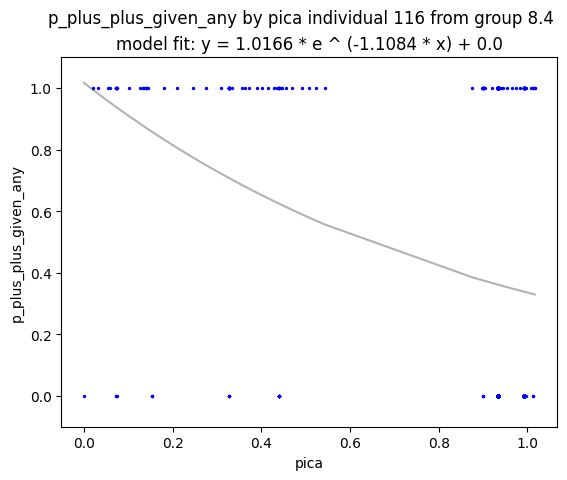 p_plus_plus_given_any by pica individual 116 from group 8.4
model fit: y = 1.0166 * e ^ (-1.1084 * x) + 0.0
1.0
0.8
0.6
0.4
0.2
0.0
p_plus_plus_given_any
0.0 0.2 0.4 0.6 0.8 1.0
pica